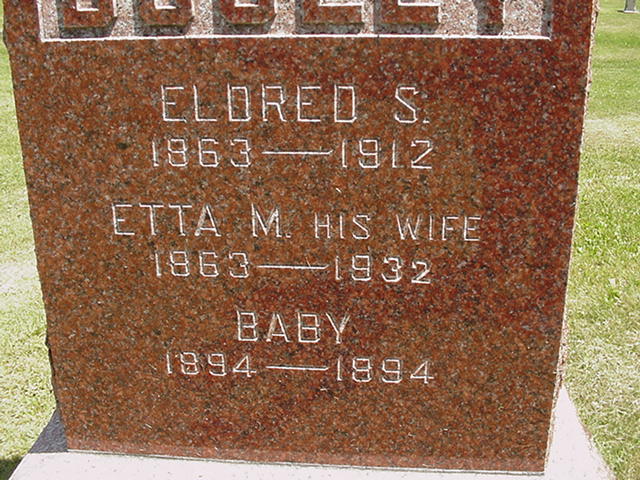 ELDRED S.
1863—1912
ETTA M. HIS WIFE
1863—1932
BABY
1894—1894